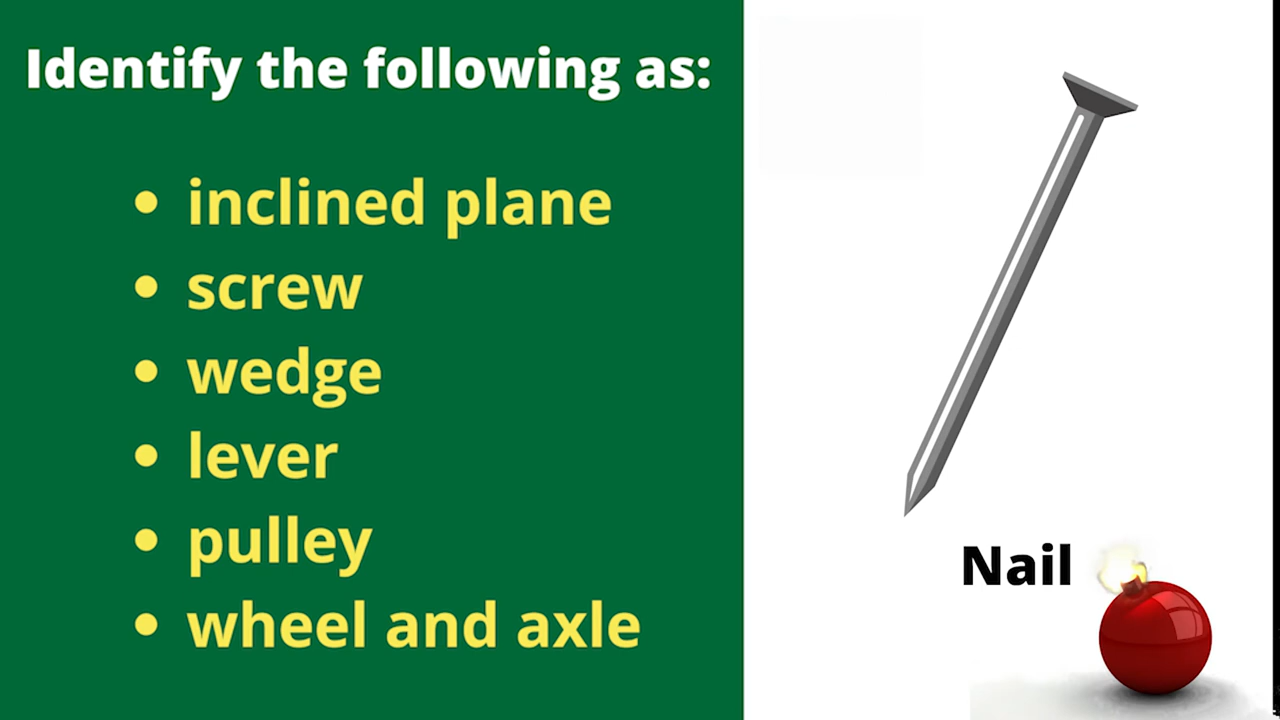 Identify the following as:
• inclined plane
• screw
• wedge
• lever
• pulley
• wheel and axle
Nail